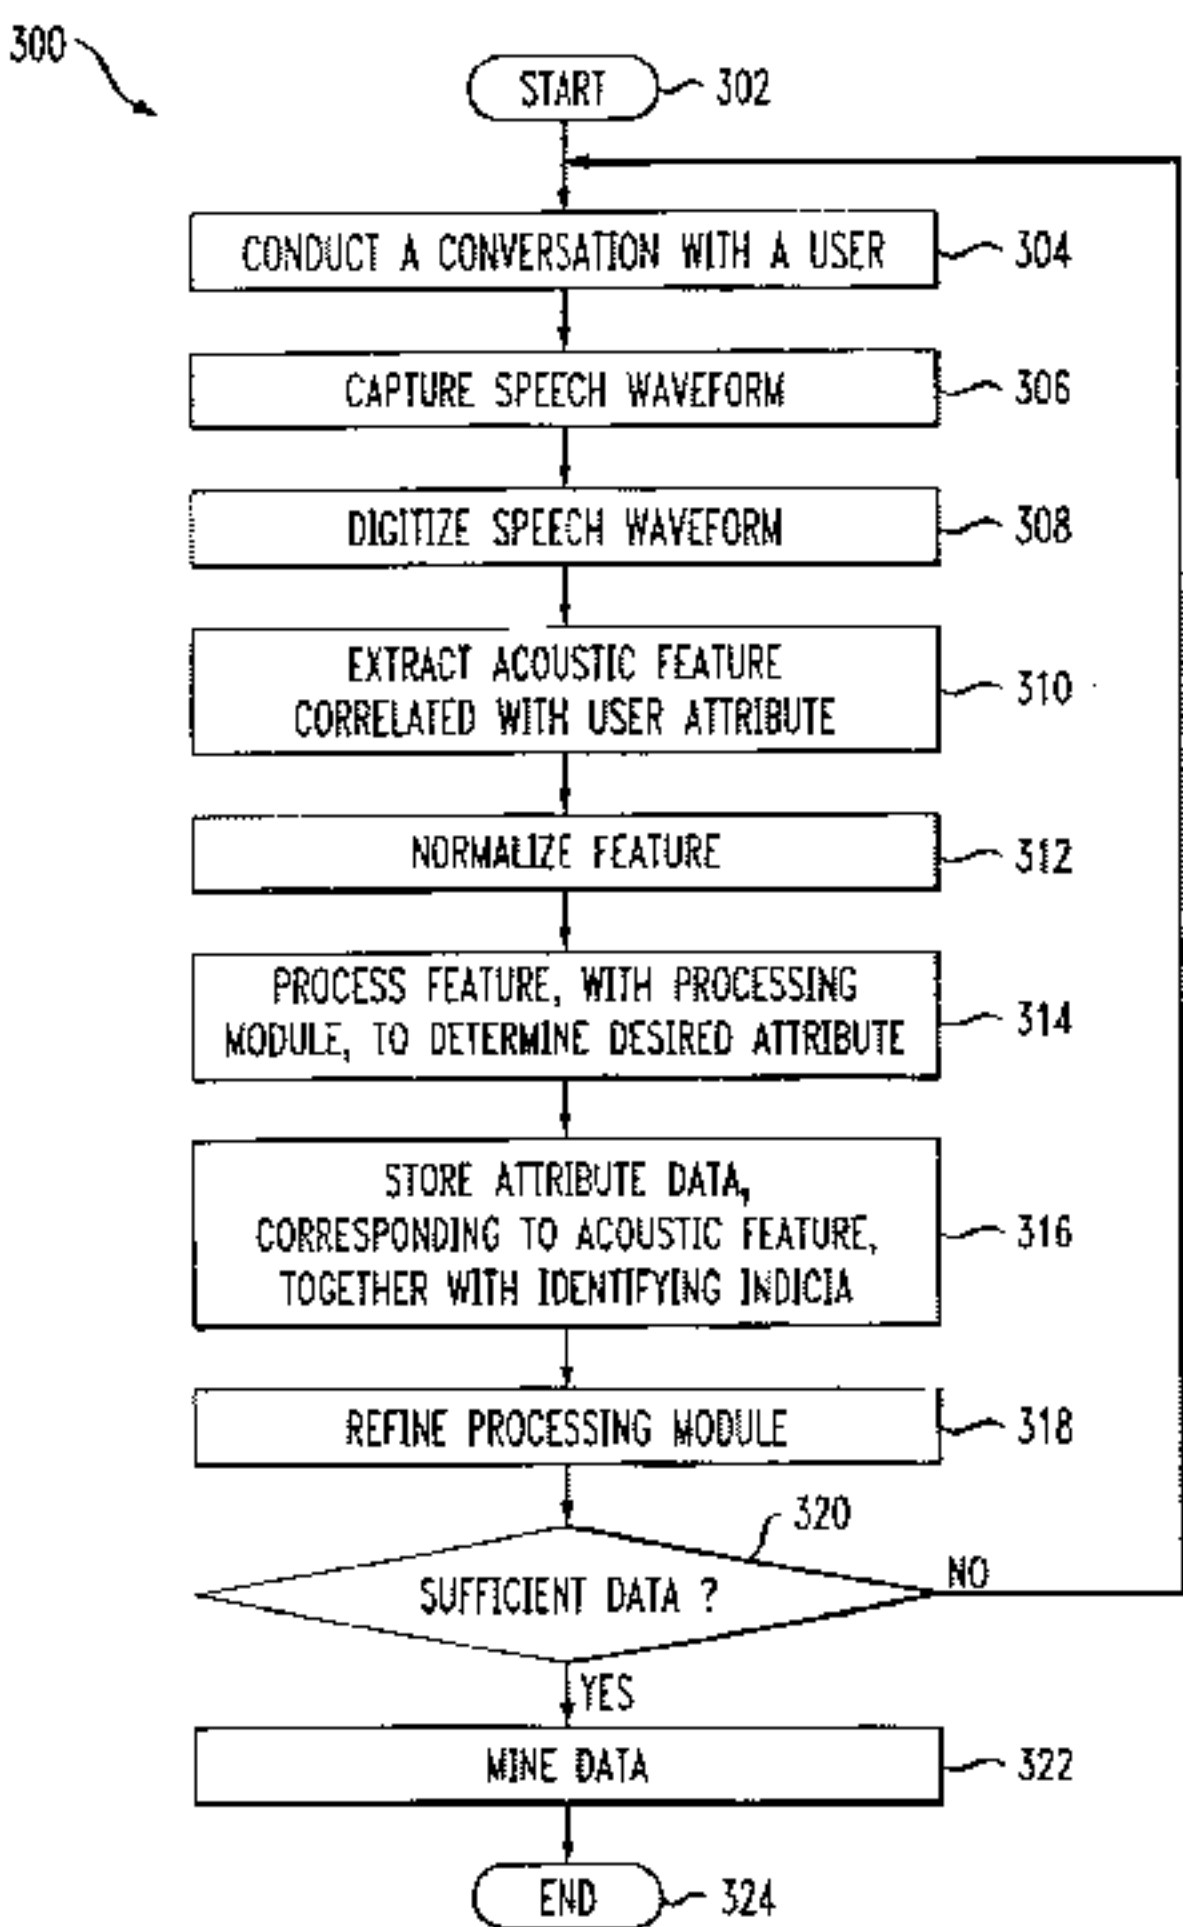 300
START
302
CONDUCT A CONVERSATION WITH A USER
304
CAPTURE SPEECH WAVEFORM
306
DIGITIZE SPEECH WAVEFORM
308
EXTRACT ACOUSTIC FEATURE
CORRELATED WITH USER ATTRIBUTE
310
NORMALIZE FEATURE
312
PROCESS FEATURE, WITH PROCESSING
MODULE, TO DETERMINE DESIRED ATTRIBUTE
314
STORE ATTRIBUTE DATA,
CORRESPONDING TO ACOUSTIC FEATURE,
TOGETHER WITH IDENTIFYING INDICIA
316
REFINE PROCESSING MODULE
318
320
SUFFICIENT DATA ?
NO
YES
MINE DATA
322
END
324